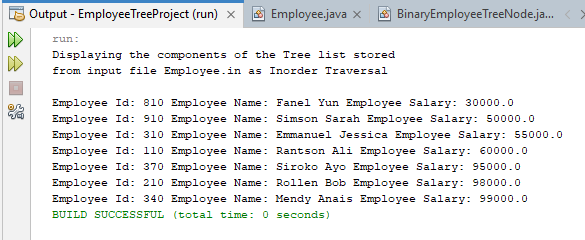 Output - EmployeeTreeProject (run) × Employee.java × BinaryEmployeeTreeNode.ja...
run:
Displaying the components of the Tree list stored
from input file Employee.in as Inorder Traversal
Employee Id: 810 Employee Name: Fanel Yun Employee Salary: 30000.0
Employee Id: 910 Employee Name: Simson Sarah Employee Salary: 50000.0
Employee Id: 310 Employee Name: Emmanuel Jessica Employee Salary: 55000.0
Employee Id: 110 Employee Name: Rantson Ali Employee Salary: 60000.0
Employee Id: 370 Employee Name: Siroko Ayo Employee Salary: 95000.0
Employee Id: 210 Employee Name: Rollen Bob Employee Salary: 98000.0
Employee Id: 340 Employee Name: Mendy Anais Employee Salary: 99000.0
BUILD SUCCESSFUL (total time: 0 seconds)